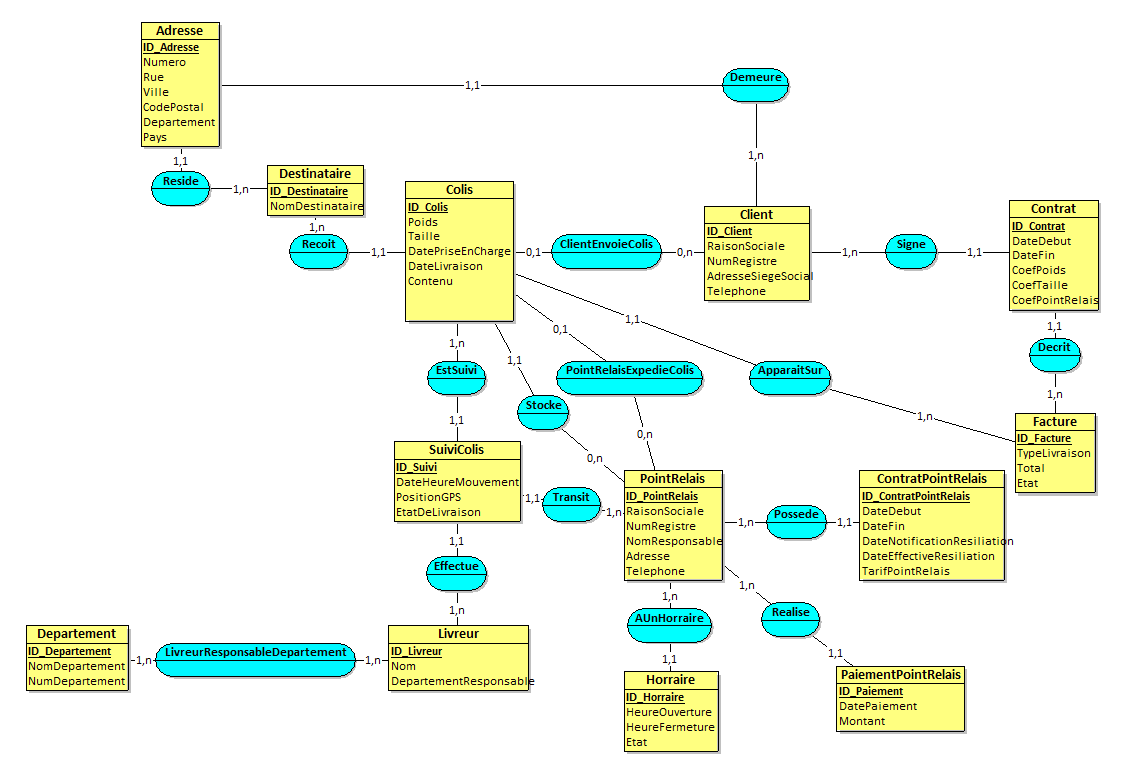 Adresse
ID_Adresse
Numero
Rue
Ville
CodePostal
Departement
Pays
1,1
Demeure
1,n
1,1
Reside
1,n
Destinataire
ID_Destinataire
NomDestinataire
1,n
Recoit
1,1
Colis
ID_Colis
Poids
Taille
DatePriseEnCharge
DateLivraison
Contenu
0,1
ClientEnvoieColis
0,n
Client
ID_Client
RaisonSociale
NumRegistre
AdresseSiegeSocial
Telephone
1,n
Signe
1,1
Contrat
ID_Contrat
DateDebut
DateFin
CoefPoids
CoefTaille
CoefPointRelais
1,1
Decrit
1,n
Facture
ID_Facture
TypeLivraison
Total
Etat
1,1
ApparaitSur
1,n
0,1
PointRelaisExpedieColis
0,n
1,1
Stocke
0,n
1,n
EstSuivi
1,1
SuiviColis
ID_Suivi
DateHeureMouvement
PositionGPS
EtatDeLivraison
1,1
Transit
1,n
PointRelais
ID_PointRelais
RaisonSociale
NumRegistre
NomResponsable
Adresse
Telephone
1,n
Possede
1,1
ContratPointRelais
ID_ContratPointRelais
DateDebut
DateFin
DateNotificationResiliation
DateEffectiveResiliation
TarifPointRelais
1,1
Effectue
1,n
Livreur
ID_Livreur
Nom
DepartementResponsable
1,n
LivreurResponsableDepartement
1,n
Departement
ID_Departement
NomDepartement
NumDepartement
1,n
AUnHorraire
1,1
Horraire
ID_Horraire
HeureOuverture
HeureFermeture
Etat
1,n
Realise
1,1
PaiementPointRelais
ID_Paiement
DatePaiement
Montant